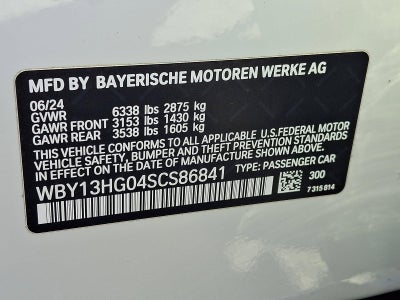 MFD BY BAYERISCHE MOTOREN WERKE AG
06/24
GVWR 6338 lbs 2875 kg
GAWR FRONT 3153 lbs 1430 kg
GAWR REAR 3538 lbs 1605 kg
THIS VEHICLE CONFORMS TO ALL APPLICABLE U.S.FEDERAL MOTOR
VEHICLE SAFETY, BUMPER, AND THEFT PREVENTION STANDARDS IN
EFFECT ON THE DATE OF MANUFACTURE SHOWN ABOVE.
WBY13HG04SCS86841 TYPE: PASSENGER CAR
300
7 315 814